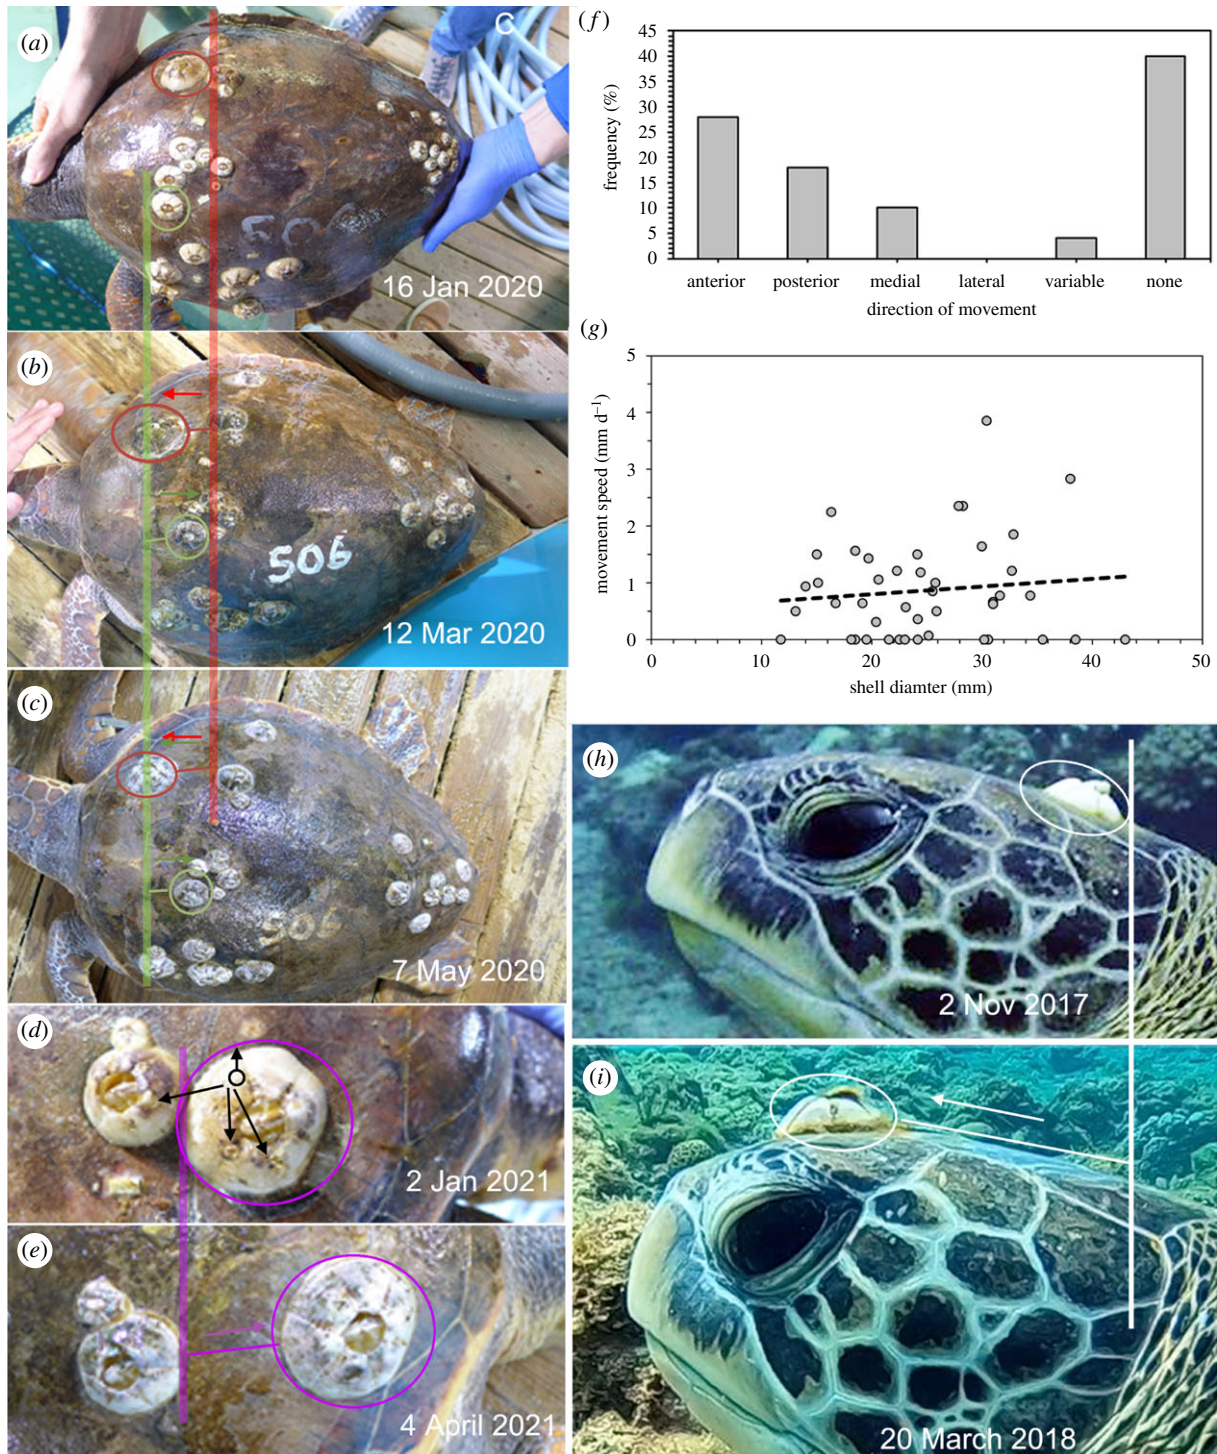 (a)
C
50
16 Jan 2020
(b)
506
12 Mar 2020
(c)
506
7 May 2020
(d)
2 Jan 2021
(e)
4 April 2021
(f)
45
40
35
30
25
20
15
10
5
0
frequency (%)
anterior posterior medial lateral variable none
direction of movement
(g)
5
4
3
2
1
0
movement speed (mm d⁻¹)
0 10 20 30 40 50
shell diamter (mm)
(h)
2 Nov 2017
(i)
20 March 2018